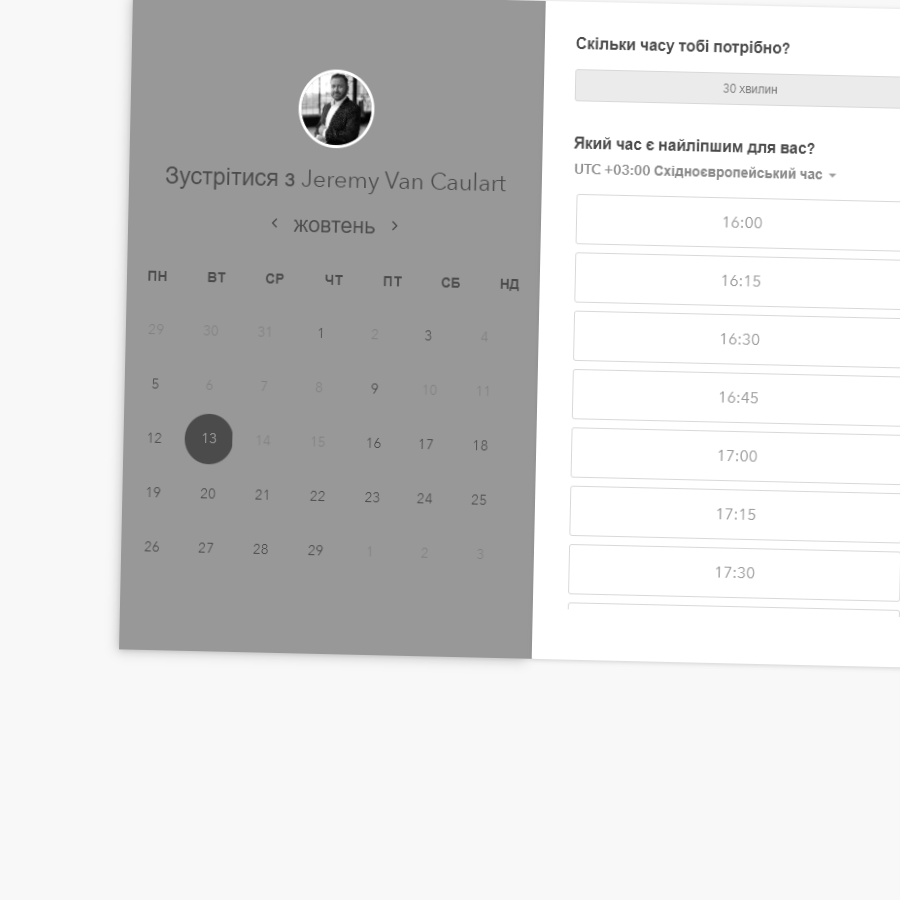 Зустрітися з Jeremy Van Caulart
жовтень
ПН ВТ СР ЧТ ПТ СБ НД
29 30 31 1 2 3 4
5 6 7 8 9 10 11
12 13 14 15 16 17 18
19 20 21 22 23 24 25
26 27 28 29 1 2 3
Скільки часу тобі потрібно?
30 хвилин
Який час є найліпшим для вас?
UTC +03:00 Східноєвропейський час
16:00
16:15
16:30
16:45
17:00
17:15
17:30